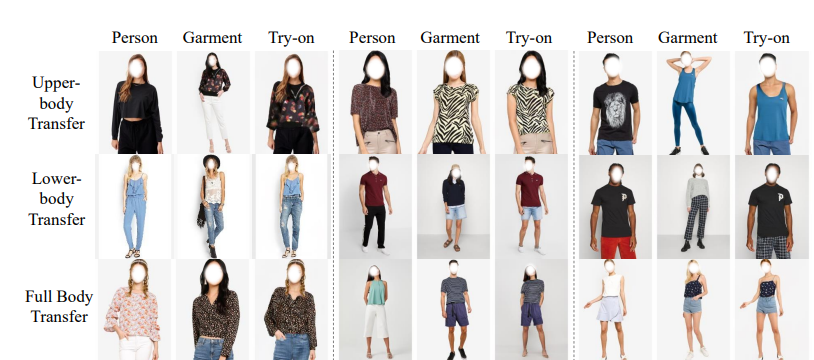 Person Garment Try-on Person Garment Try-on Person Garment Try-on
Upper-
body
Transfer
Lower-
body
Transfer
Full Body
Transfer